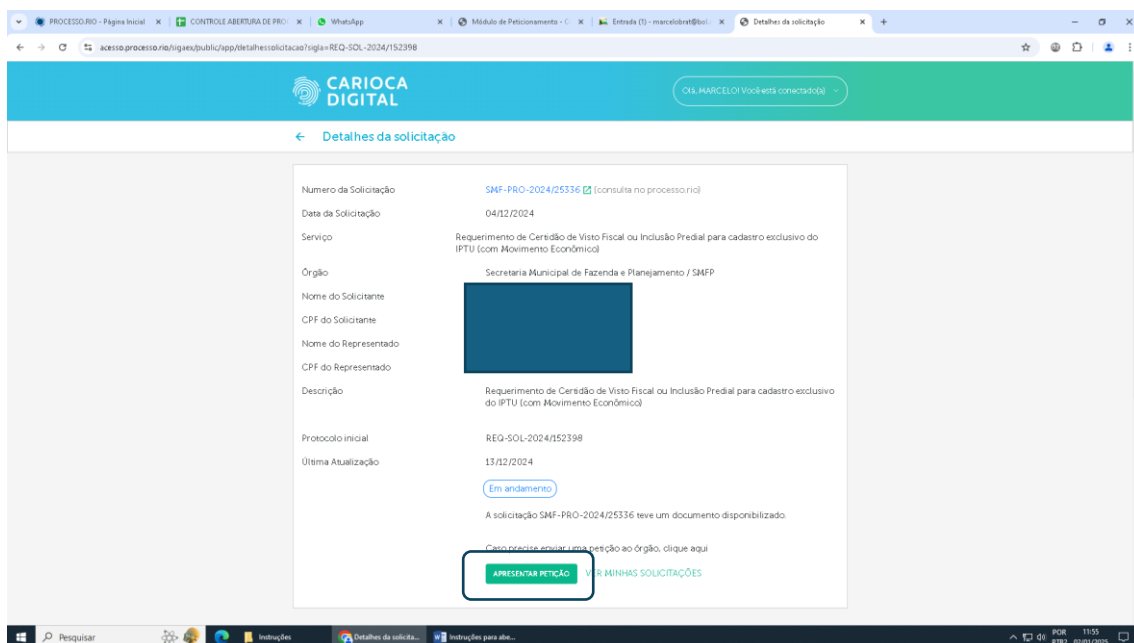 PROCESSO.RIO - Página Inicial
CONTROLE ABERTURA DE PRO
WhatsApp
Módulo de Peticionamento - C
Entrada (1) - marcelobrat@bol.
Detalhes da solicitação
acesso.processo.rio/sigaex/public/app/detalhessolicitacao?sigla=REQ-SOL-2024/152398
CARIOCA
DIGITAL
Olá, MARCELO! Você está conectado(a)
Detalhes da solicitação
Numero da Solicitação SMF-PRO-2024/25336 (consulta no processo.rio)
Data da Solicitação 04/12/2024
Serviço Requerimento de Certidão de Visto Fiscal ou Inclusão Predial para cadastro exclusivo do
IPTU (com Movimento Econômico)
Órgão Secretaria Municipal de Fazenda e Planejamento / SMFP
Nome do Solicitante
CPF do Solicitante
Nome do Representado
CPF do Representado
Descrição Requerimento de Certidão de Visto Fiscal ou Inclusão Predial para cadastro exclusivo
do IPTU (com Movimento Econômico)
Protocolo inicial REQ-SOL-2024/152398
Última Atualização 13/12/2024
Em andamento
A solicitação SMF-PRO-2024/25336 teve um documento disponibilizado.
Caso precise enviar uma petição ao órgão, clique aqui
APRESENTAR PETIÇÃO VER MINHAS SOLICITAÇÕES
Pesquisar
Instruções
Detalhes da solicita...
Instruções para abe...
POR 11:55
PTB2 02/01/2025